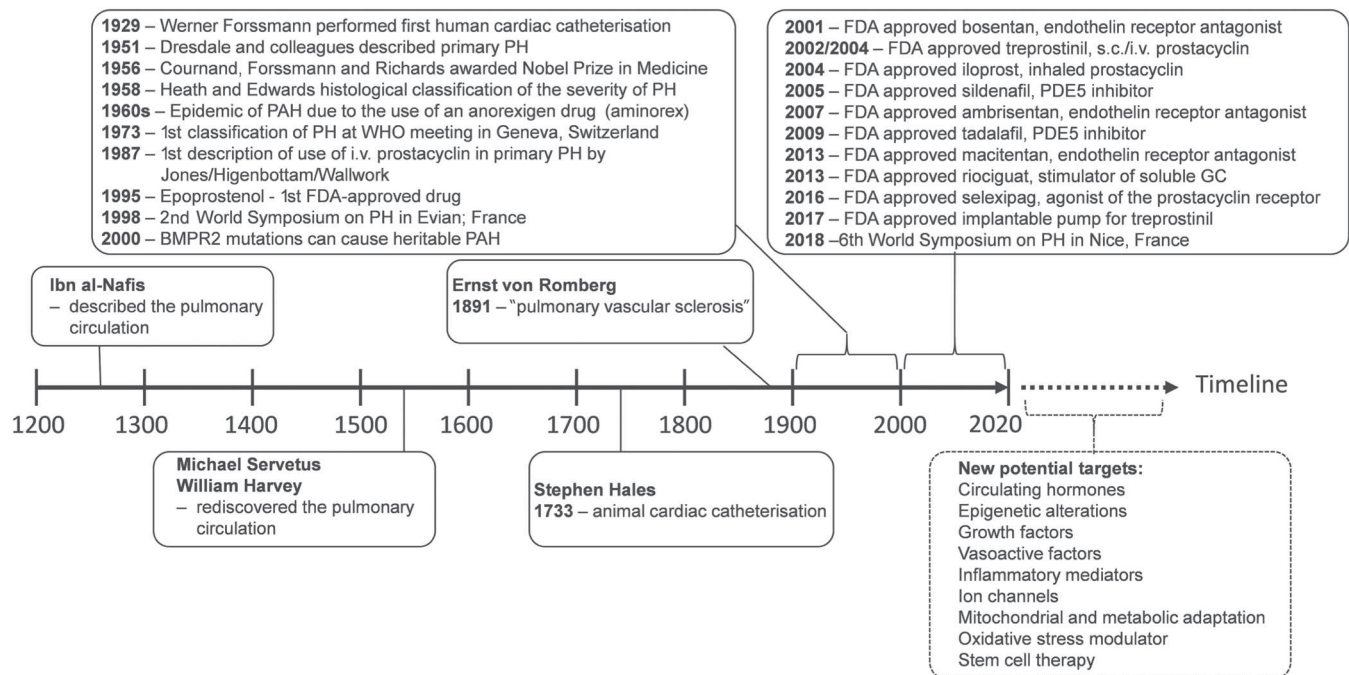 1929 – Werner Forssmann performed first human cardiac catheterisation
1951 – Dresdale and colleagues described primary PH
1956 – Cournand, Forssmann and Richards awarded Nobel Prize in Medicine
1958 – Heath and Edwards histological classification of the severity of PH
1960s – Epidemic of PAH due to the use of an anorexigen drug (aminorex)
1973 – 1st classification of PH at WHO meeting in Geneva, Switzerland
1987 – 1st description of use of i.v. prostacyclin in primary PH by
Jones/Higenbottam/Wallwork
1995 – Epoprostenol - 1st FDA-approved drug
1998 – 2nd World Symposium on PH in Evian; France
2000 – BMPR2 mutations can cause heritable PAH
2001 – FDA approved bosentan, endothelin receptor antagonist
2002/2004 – FDA approved treprostinil, s.c./i.v. prostacyclin
2004 – FDA approved iloprost, inhaled prostacyclin
2005 – FDA approved sildenafil, PDE5 inhibitor
2007 – FDA approved ambrisentan, endothelin receptor antagonist
2009 – FDA approved tadalafil, PDE5 inhibitor
2013 – FDA approved macitentan, endothelin receptor antagonist
2013 – FDA approved riociguat, stimulator of soluble GC
2016 – FDA approved selexipag, agonist of the prostacyclin receptor
2017 – FDA approved implantable pump for treprostinil
2018 –6th World Symposium on PH in Nice, France
Ibn al-Nafis
– described the pulmonary
circulation
Ernst von Romberg
1891 – “pulmonary vascular sclerosis”
Timeline
1200 1300 1400 1500 1600 1700 1800 1900 2000 2020
Michael Servetus
William Harvey
– rediscovered the pulmonary
circulation
Stephen Hales
1733 – animal cardiac catheterisation
New potential targets:
Circulating hormones
Epigenetic alterations
Growth factors
Vasoactive factors
Inflammatory mediators
Ion channels
Mitochondrial and metabolic adaptation
Oxidative stress modulator
Stem cell therapy